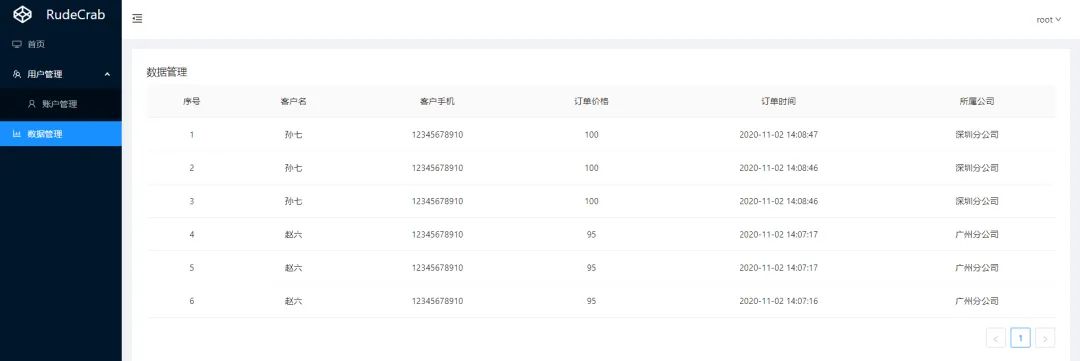 RudeCrab
root
首页
用户管理
账户管理
数据管理
数据管理
序号 客户名 客户手机 订单价格 订单时间 所属公司
1 孙七 12345678910 100 2020-11-02 14:08:47 深圳分公司
2 孙七 12345678910 100 2020-11-02 14:08:46 深圳分公司
3 孙七 12345678910 100 2020-11-02 14:08:46 深圳分公司
4 赵六 12345678910 95 2020-11-02 14:07:17 广州分公司
5 赵六 12345678910 95 2020-11-02 14:07:17 广州分公司
6 赵六 12345678910 95 2020-11-02 14:07:16 广州分公司
< 1 >